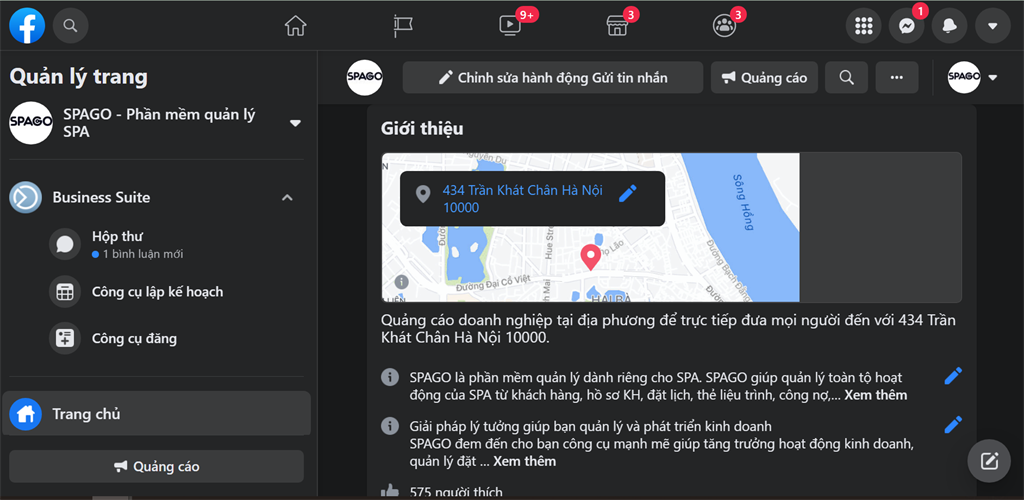 9+
3
3
1
Quản lý trang
SPAGO
SPAGO - Phần mềm quản lý
SPA
Business Suite
Hộp thư
1 bình luận mới
Công cụ lập kế hoạch
Công cụ đăng
Trang chủ
Quảng cáo
SPAGO
Chỉnh sửa hành động Gửi tin nhắn
Quảng cáo
SPAGO
Giới thiệu
434 Trần Khát Chân Hà Nội
10000
Sông Hồng
Hue Str
Đường Đại Cồ Việt
Đường Bạch Đằng
HAI BÀ
Quảng cáo doanh nghiệp tại địa phương để trực tiếp đưa mọi người đến với 434 Trần
Khát Chân Hà Nội 10000.
SPAGO là phần mềm quản lý dành riêng cho SPA. SPAGO giúp quản lý toàn tộ hoạt
động của SPA từ khách hàng, hồ sơ KH, đặt lịch, thẻ liệu trình, công nợ,... Xem thêm
Giải pháp lý tưởng giúp bạn quản lý và phát triển kinh doanh
SPAGO đem đến cho bạn công cụ mạnh mẽ giúp tăng trưởng hoạt động kinh doanh,
quản lý đặt ... Xem thêm
575 người thích